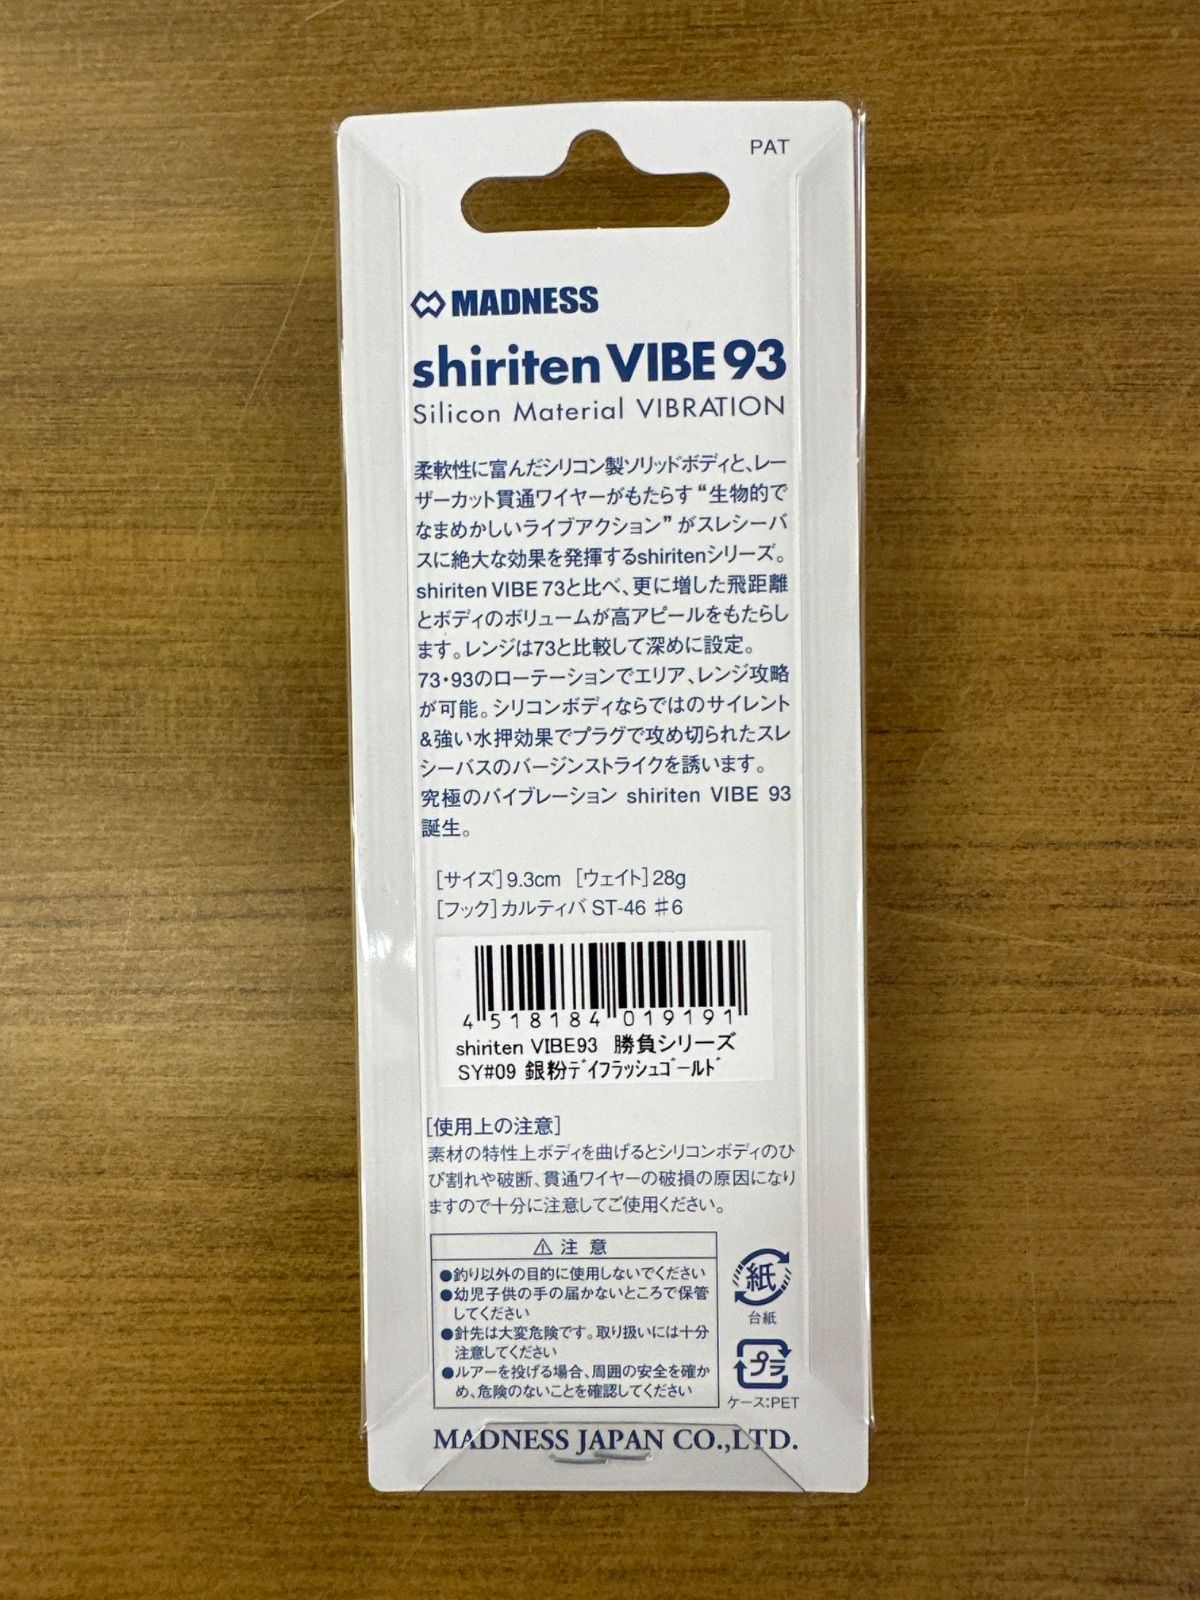 PAT
MADNESS
shiriten VIBE 93
Silicon Material VIBRATION
柔軟性に富んだシリコン製ソリッドボディと、レー
ザーカット貫通ワイヤーがもたらす“生物的で
なまめかしいライブアクション”がスレシーバ
スに絶大な効果を発揮するshiritenシリーズ。
shiriten VIBE 73と比べ、更に増した飛距離
とボディのボリュームが高アピールをもたらし
ます。レンジは73と比較して深めに設定。
73・93のローテーションでエリア、レンジ攻略
が可能。シリコンボディならではのサイレント
&強い水押効果でプラグで攻め切られたスレ
シーバスのバージンストライクを誘います。
究極のバイブレーション shiriten VIBE 93
誕生。
[サイズ]9.3cm [ウェイト]28g
[フック]カルティバ ST-46 ♯6
4 518184 019191
shiriten VIBE93 勝負シリーズ
SY#09 銀粉ﾃﾞｲﾌﾗｯｼｭｺﾞｰﾙﾄﾞ
[使用上の注意]
素材の特性上ボディを曲げるとシリコンボディのひ
び割れや破断、貫通ワイヤーの破損の原因になり
ますので十分に注意してご使用ください。
⚠ 注 意
●釣り以外の目的に使用しないでください
●幼児子供の手の届かないところで保管
してください
●針先は大変危険です。取り扱いには十分
注意してください
●ルアーを投げる場合、周囲の安全を確か
め、危険のないことを確認してください
紙
台紙
プラ
ケース:PET
MADNESS JAPAN CO.,LTD.